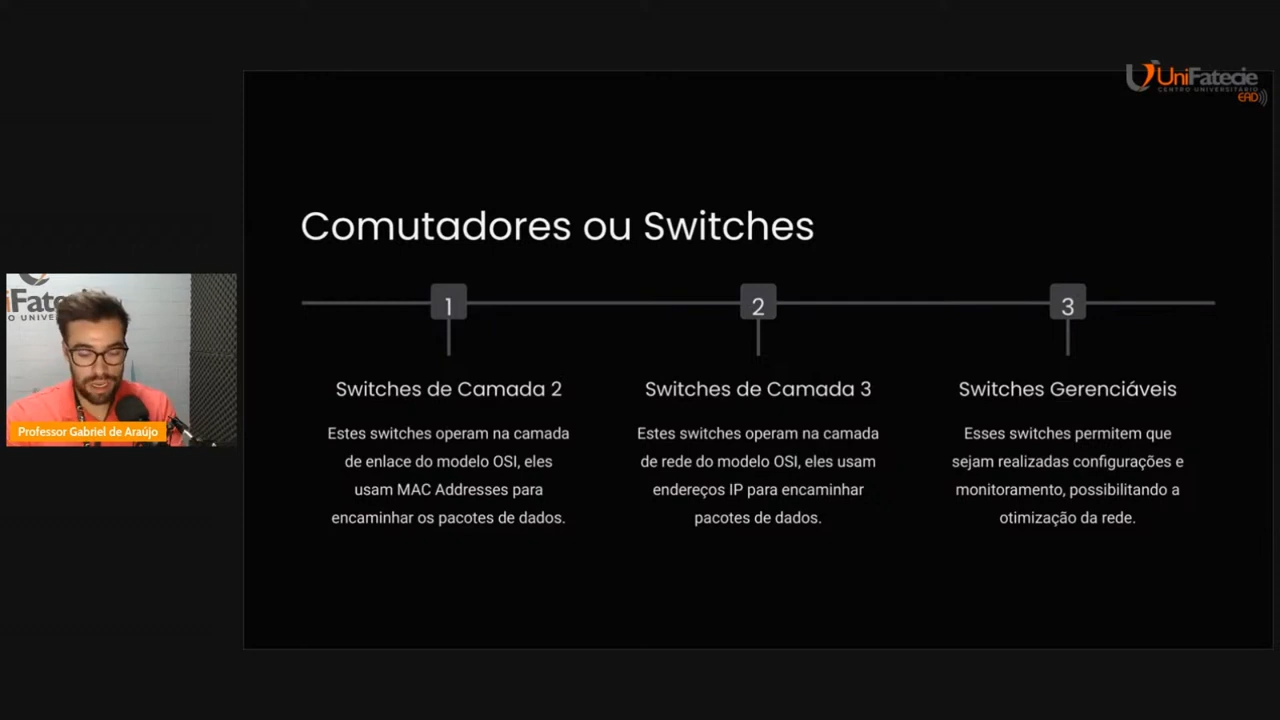 UniFatecie
CENTRO UNIVERSITÁRIO
EAD
Comutadores ou Switches
1
2
3
Switches de Camada 2
Estes switches operam na camada
de enlace do modelo OSI, eles
usam MAC Addresses para
encaminhar os pacotes de dados.
Switches de Camada 3
Estes switches operam na camada
de rede do modelo OSI, eles usam
endereços IP para encaminhar
pacotes de dados.
Switches Gerenciáveis
Esses switches permitem que
sejam realizadas configurações e
monitoramento, possibilitando a
otimização da rede.
iFatecie
O UNIVE
Professor Gabriel de Araújo